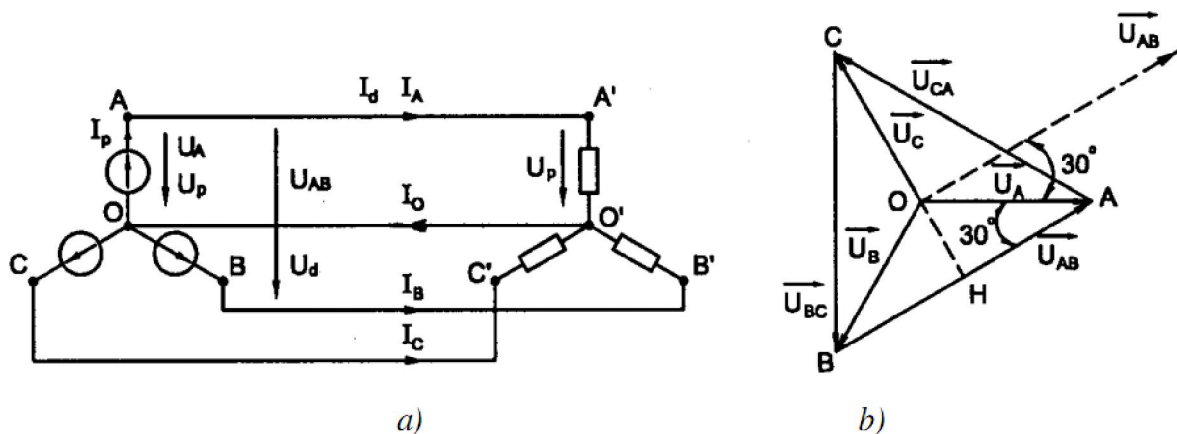 A
I_d
I_A
A'
I_p
U_A
U_p
U_AB
U_p
O
I_O
O'
C
B
U_d
C'
B'
I_B
I_C
a)
C
U_AB
U_CA
U_C
30°
U_A
O
A
30°
U_B
U_AB
H
U_BC
B
b)